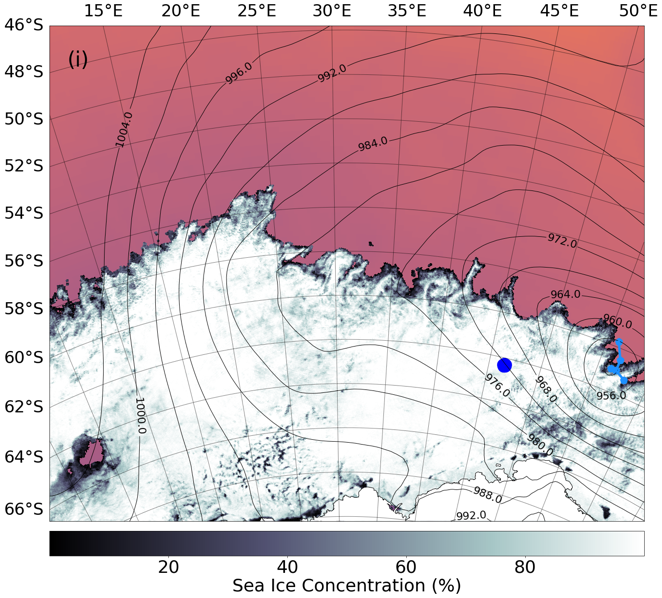 46°S 15°E 20°E 25°E 30°E 35°E 40°E 45°E 50°E
(i)
48°S
996.0
992.0
50°S
1004.0
984.0
52°S
54°S
972.0
56°S
964.0
58°S
960.0
60°S
976.0
968.0
956.0
62°S
1000.0
980.0
64°S
988.0
66°S
992.0
20 40 60 80
Sea Ice Concentration (%)